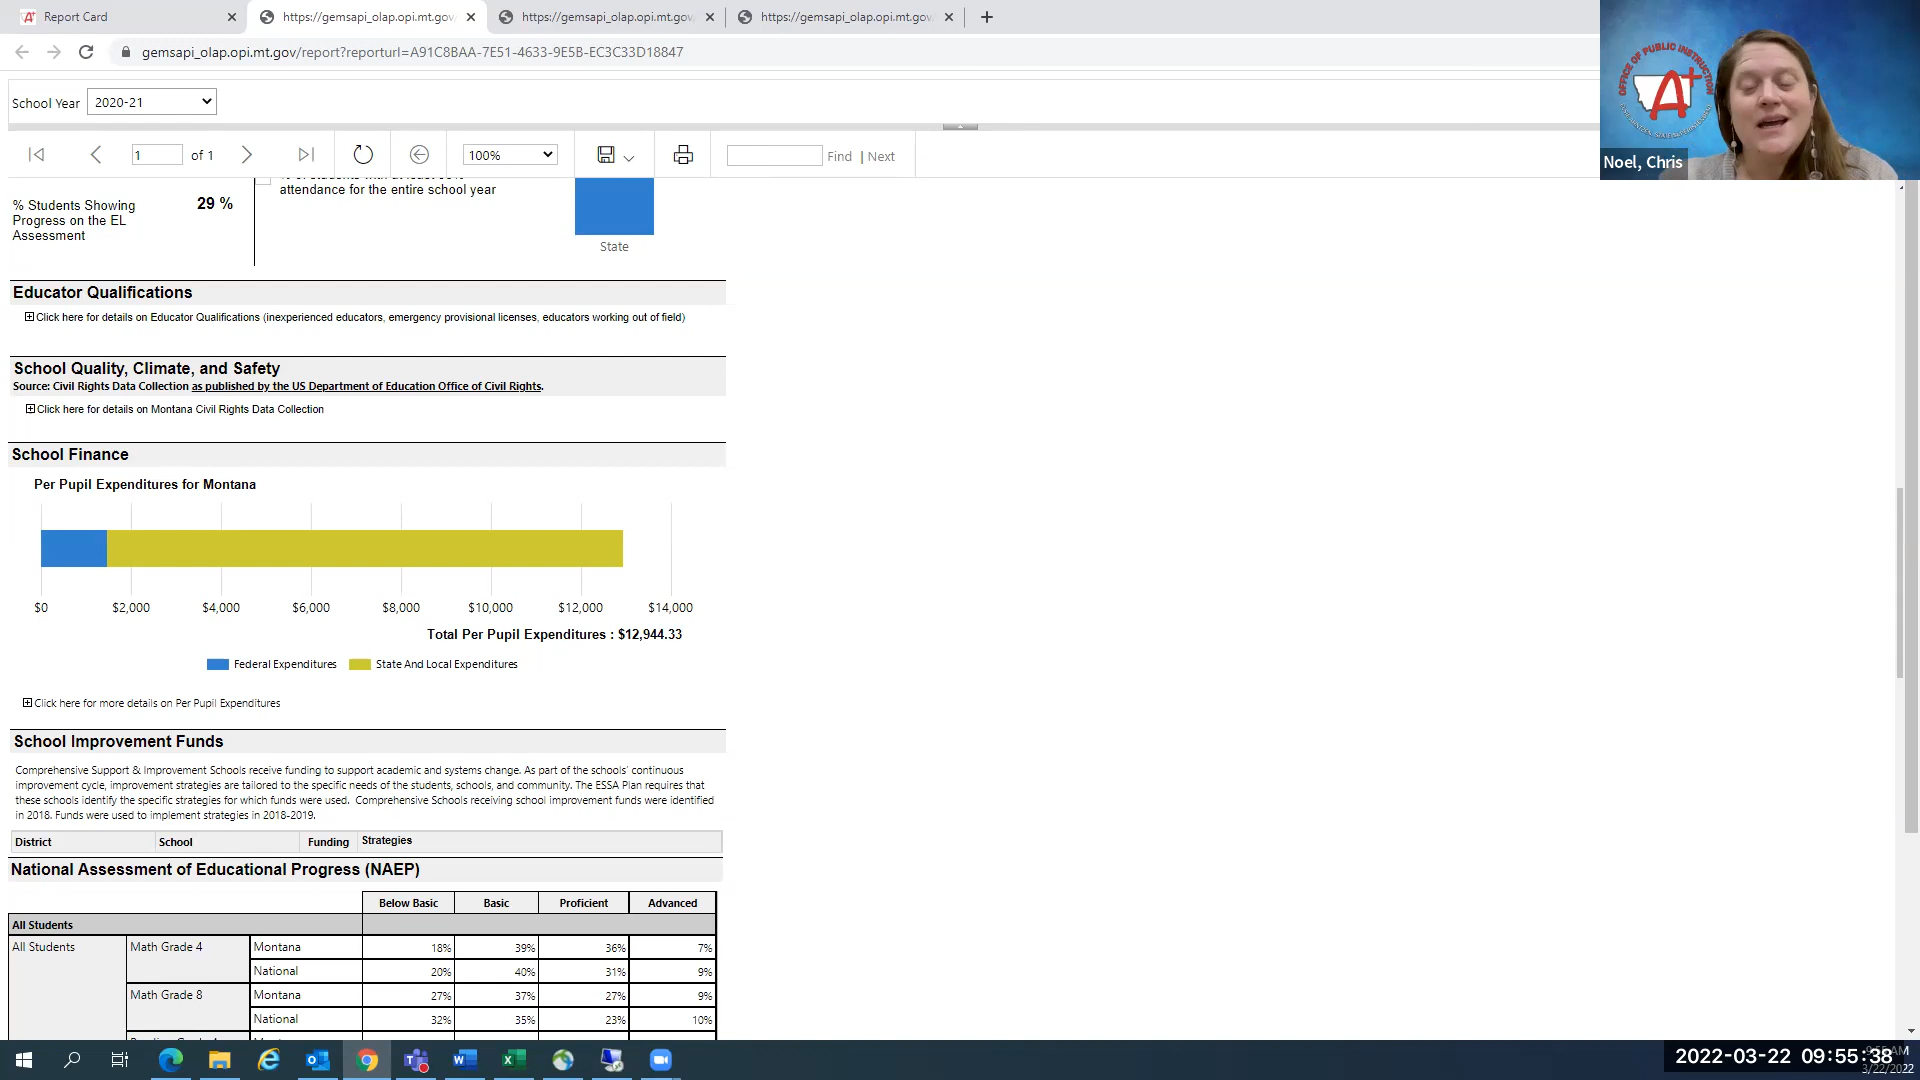 Report Card
https://gemsapi_olap.opi.mt.gov
https://gemsapi_olap.opi.mt.gov
https://gemsapi_olap.opi.mt.gov
gemsapi_olap.opi.mt.gov/report?reporturl=A91C8BAA-7E51-4633-9E5B-EC3C33D18847
OFFICE OF PUBLIC INSTRUCTION
A+
Noel, Chris
School Year 2020-21
1 of 1 100% Find | Next
attendance for the entire school year
% Students Showing 29 %
Progress on the EL
Assessment
State
Educator Qualifications
Click here for details on Educator Qualifications (inexperienced educators, emergency provisional licenses, educators working out of field)
School Quality, Climate, and Safety
Source: Civil Rights Data Collection as published by the US Department of Education Office of Civil Rights.
Click here for details on Montana Civil Rights Data Collection
School Finance
Per Pupil Expenditures for Montana
$0 $2,000 $4,000 $6,000 $8,000 $10,000 $12,000 $14,000
Total Per Pupil Expenditures : $12,944.33
Federal Expenditures State And Local Expenditures
Click here for more details on Per Pupil Expenditures
School Improvement Funds
Comprehensive Support & Improvement Schools receive funding to support academic and systems change. As part of the schools' continuous
improvement cycle, improvement strategies are tailored to the specific needs of the students, schools, and community. The ESSA Plan requires that
these schools identify the specific strategies for which funds were used. Comprehensive Schools receiving school improvement funds were identified
in 2018. Funds were used to implement strategies in 2018-2019.
District School Funding Strategies
National Assessment of Educational Progress (NAEP)
Below Basic Basic Proficient Advanced
All Students
All Students Math Grade 4 Montana 18% 39% 36% 7%
National 20% 40% 31% 9%
Math Grade 8 Montana 27% 37% 27% 9%
National 32% 35% 23% 10%
2022-03-22 09:55:38
3/22/2022